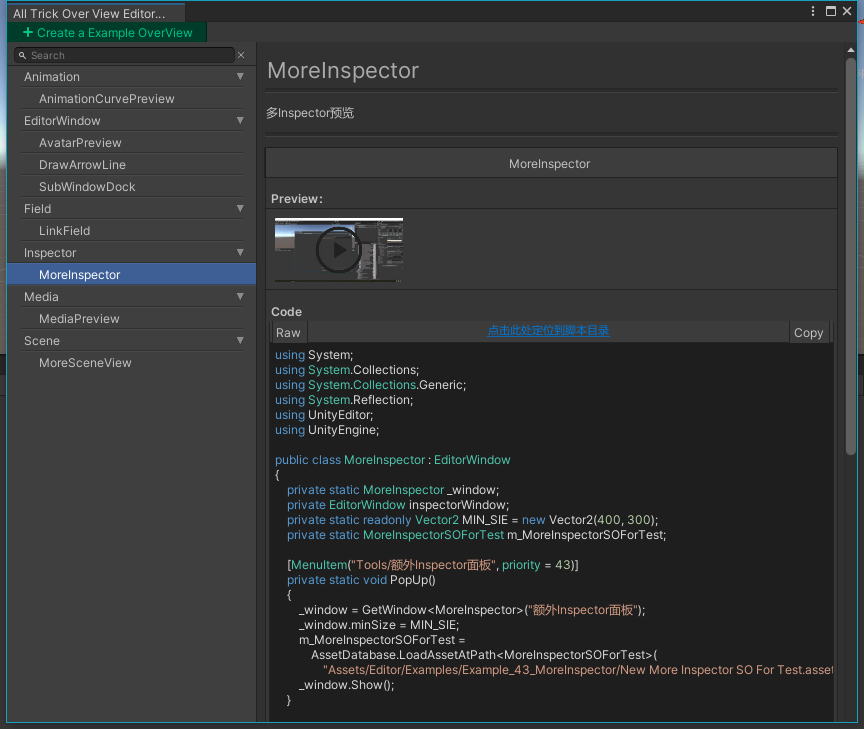 All Trick Over View Editor...
+ Create a Example OverView
Search
Animation
AnimationCurvePreview
EditorWindow
AvatarPreview
DrawArrowLine
SubWindowDock
Field
LinkField
Inspector
MoreInspector
Media
MediaPreview
Scene
MoreSceneView
MoreInspector
多Inspector预览
MoreInspector
Preview:
Code
Raw 点击此处定位到脚本目录 Copy
using System;
using System.Collections;
using System.Collections.Generic;
using System.Reflection;
using UnityEditor;
using UnityEngine;
public class MoreInspector : EditorWindow
{
private static MoreInspector _window;
private EditorWindow inspectorWindow;
private static readonly Vector2 MIN_SIE = new Vector2(400, 300);
private static MoreInspectorSOForTest m_MoreInspectorSOForTest;
[MenuItem("Tools/额外Inspector面板", priority = 43)]
private static void PopUp()
{
_window = GetWindow<MoreInspector>("额外Inspector面板");
_window.minSize = MIN_SIE;
m_MoreInspectorSOForTest =
AssetDatabase.LoadAssetAtPath<MoreInspectorSOForTest>(
"Assets/Editor/Examples/Example_43_MoreInspector/New More Inspector SO For Test.asset
_window.Show();
}